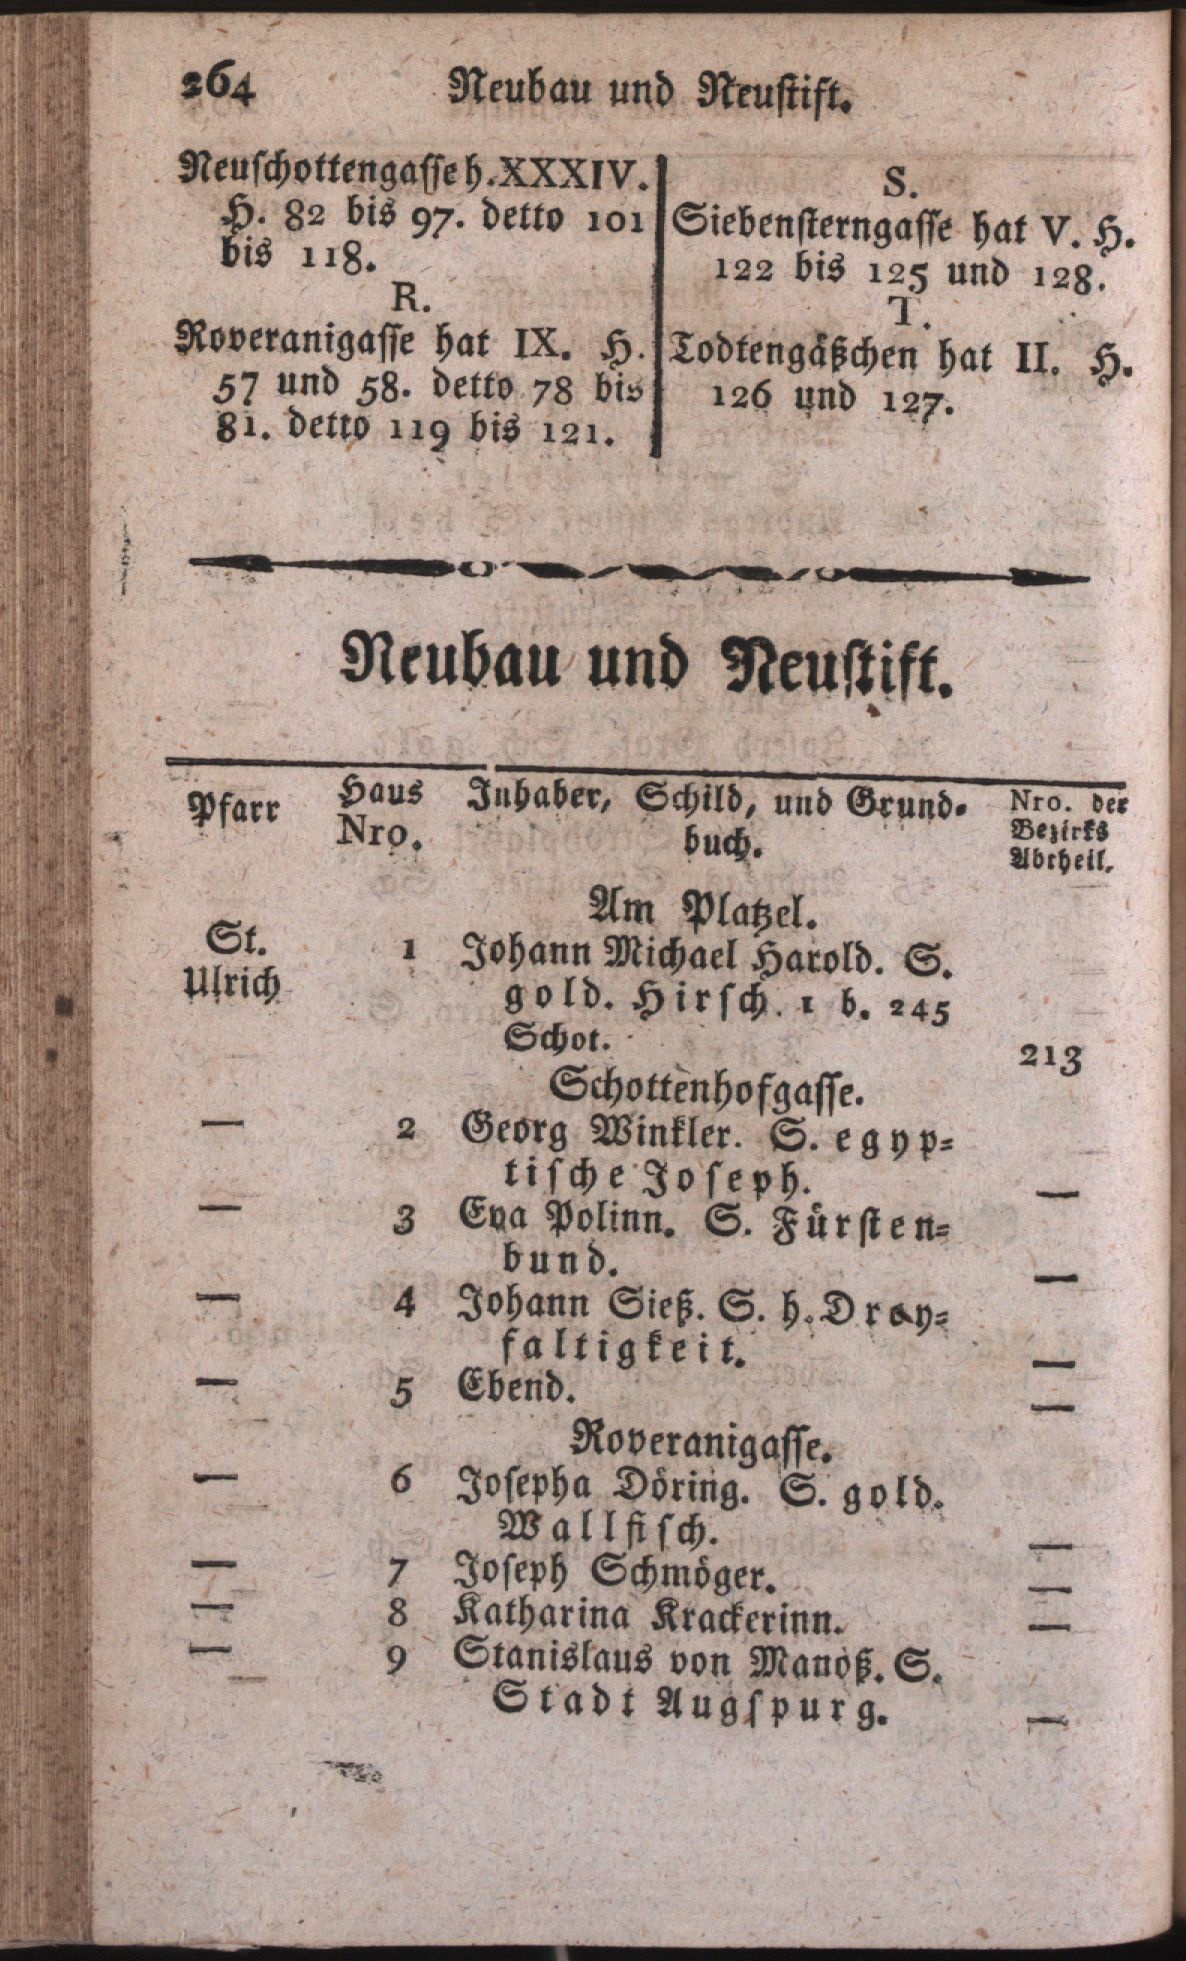 264 Neubau und Neustift.
Neuschottengasse h. XXXIV.
H. 82 bis 97. detto 101
bis 118.
R.
Roveranigasse hat IX. H.
57 und 58. detto 78 bis
81. detto 119 bis 121.
S.
Siebensterngasse hat V. H.
122 bis 125 und 128.
T.
Todtengäßchen hat II. H.
126 und 127.
Neubau und Neustift.
Pfarr
Haus
Nro.
Inhaber, Schild, und Grund-
buch.
Nro. der
Bezirks
Abtheil.
Am Platzel.
St.
Ulrich
1 Johann Michael Harold. S.
gold. Hirsch. 1 b. 245
Schot. 213
Schottenhofgasse.
— 2 Georg Winkler. S. egyp-
tische Joseph. —
— 3 Eva Polinn. S. Fürsten-
bund. —
— 4 Johann Sieß. S. h. Dray-
faltigkeit. —
— 5 Ebend. —
Roveranigasse.
— 6 Josepha Döring. S. gold.
Wallfisch. —
— 7 Joseph Schmöger. —
— 8 Katharina Krackerinn. —
— 9 Stanislaus von Manoß. S.
Stadt Augspurg. —